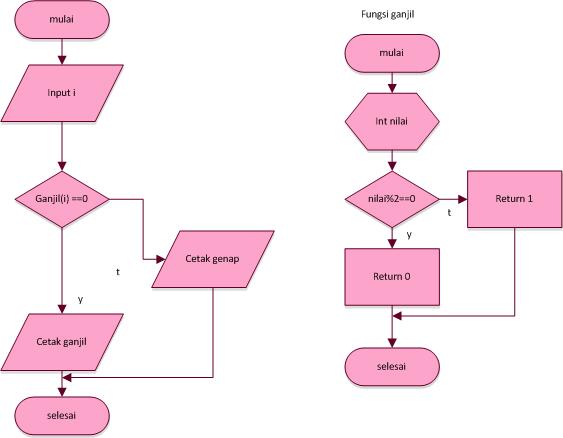 mulai
Input i
Ganjil(i) ==0
t
y
Cetak genap
Cetak ganjil
selesai
Fungsi ganjil
mulai
Int nilai
nilai%2==0
t
y
Return 1
Return 0
selesai